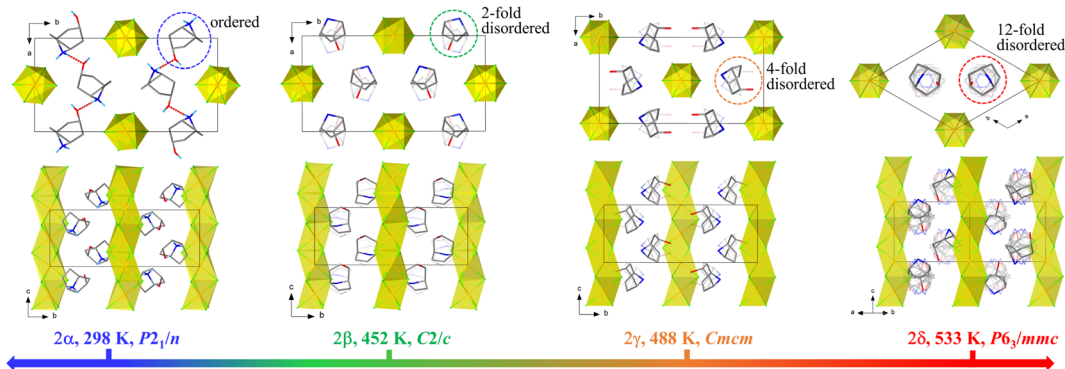 b
a
ordered
b
a
2-fold
disordered
b
a
4-fold
disordered
12-fold
disordered
b
a
c
b
c
b
c
b
c
a
b
2α, 298 K, P2₁/n
2β, 452 K, C2/c
2γ, 488 K, Cmcm
2δ, 533 K, P6₃/mmc